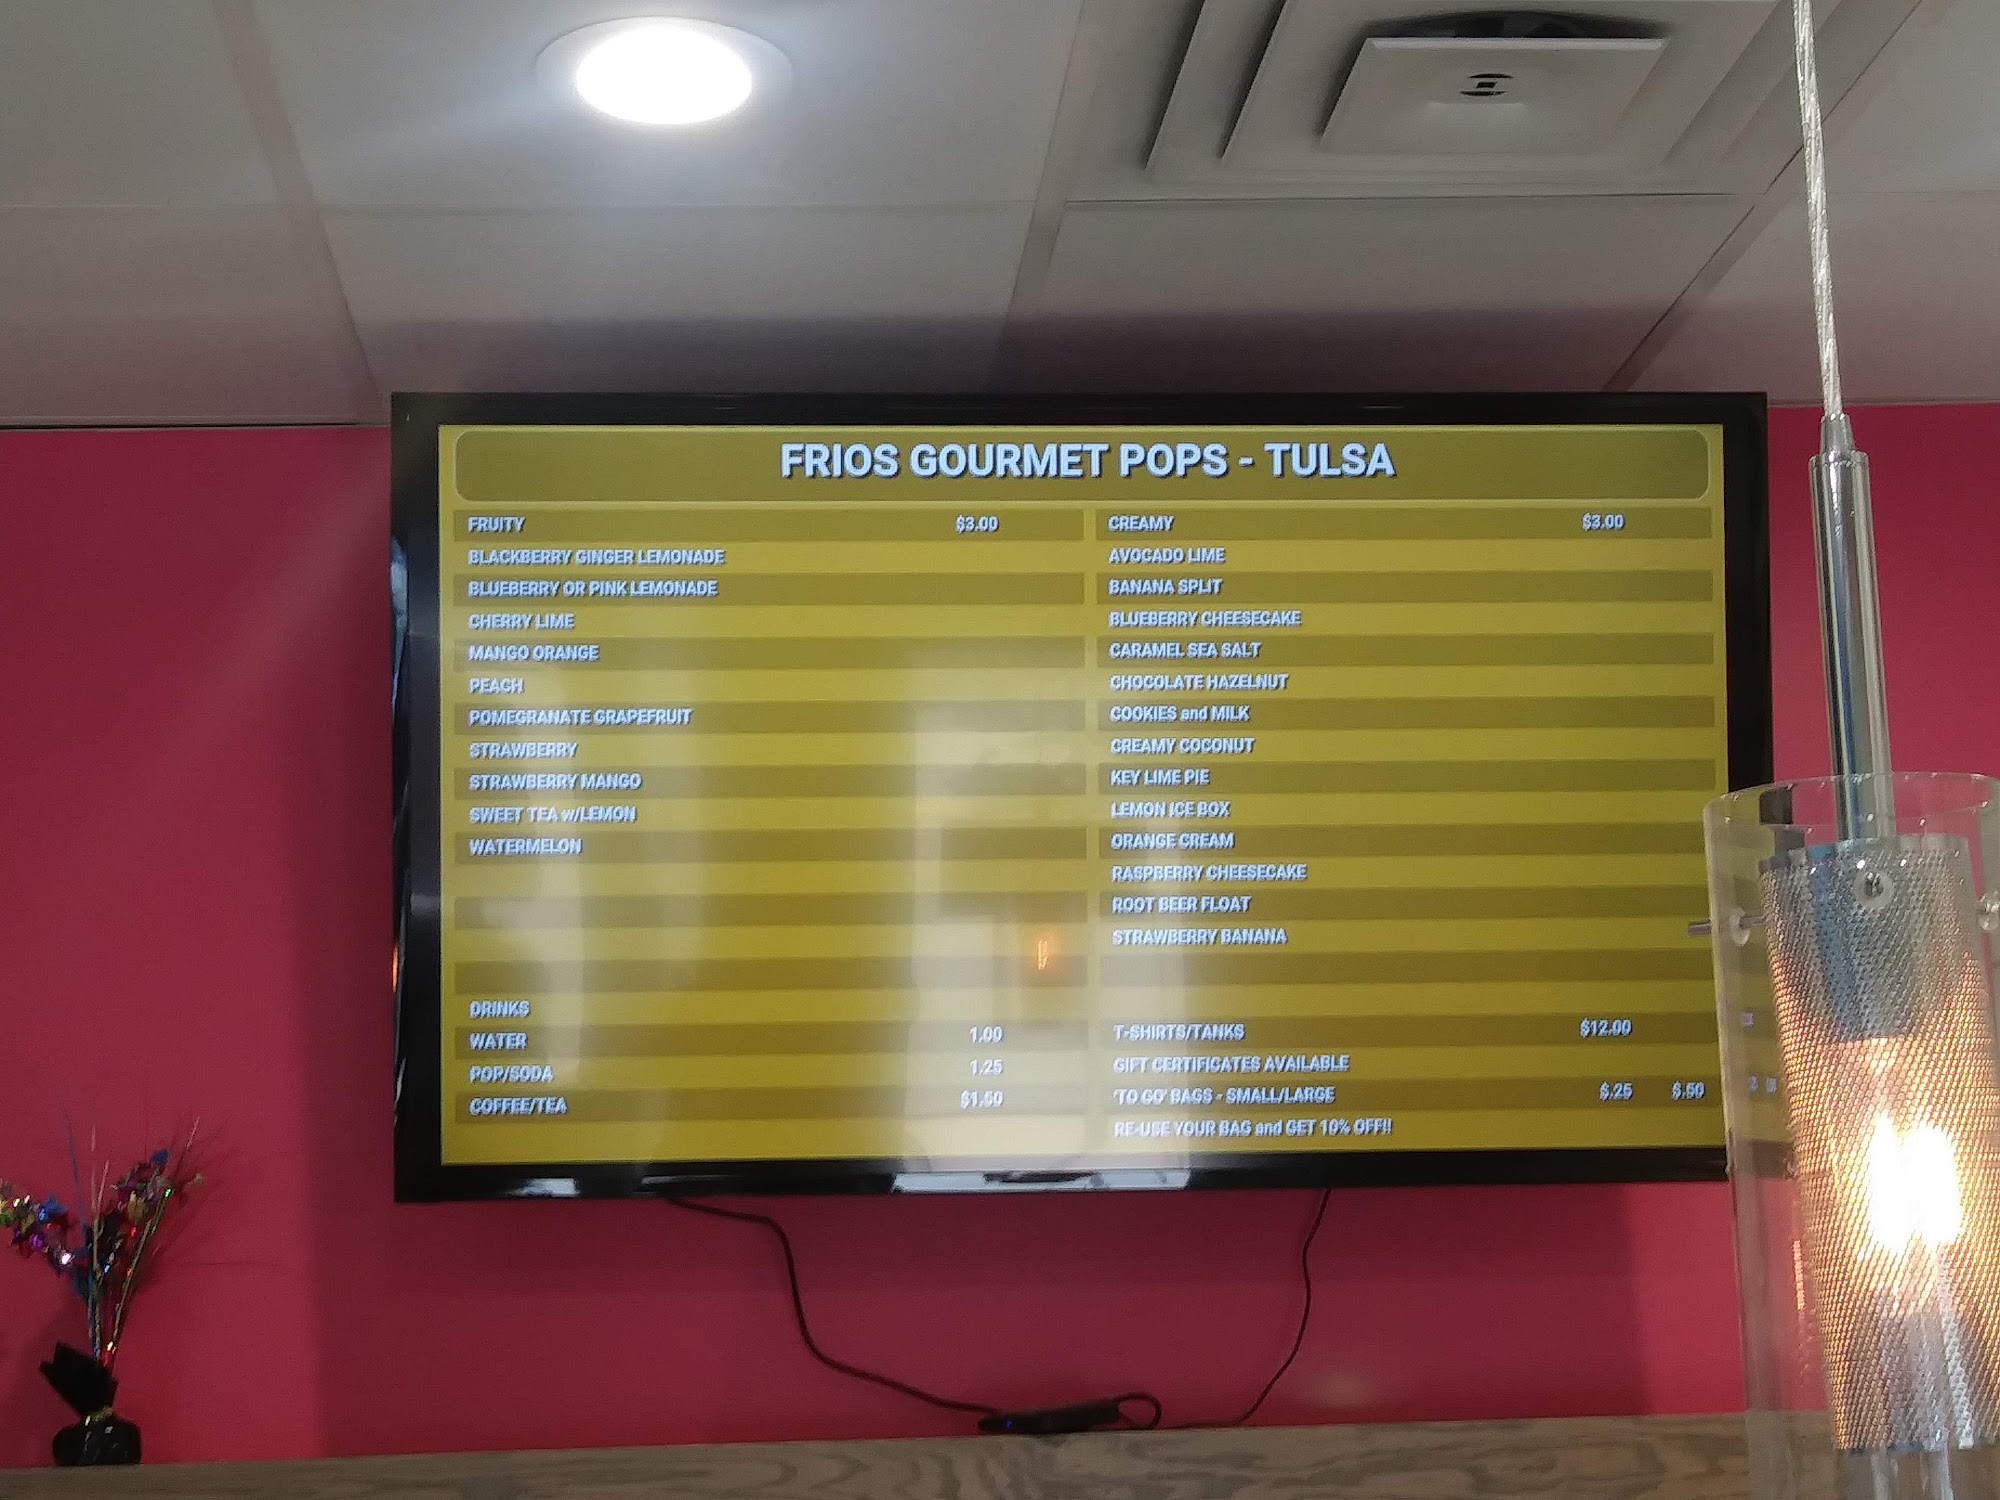 FRIOS GOURMET POPS - TULSA
FRUITY $3.00
BLACKBERRY GINGER LEMONADE
BLUEBERRY OR PINK LEMONADE
CHERRY LIME
MANGO ORANGE
PEACH
POMEGRANATE GRAPEFRUIT
STRAWBERRY
STRAWBERRY MANGO
SWEET TEA w/LEMON
WATERMELON
DRINKS
WATER 1.00
POP/SODA 1.25
COFFEE/TEA $1.50
CREAMY $3.00
AVOCADO LIME
BANANA SPLIT
BLUEBERRY CHEESECAKE
CARAMEL SEA SALT
CHOCOLATE HAZELNUT
COOKIES and MILK
CREAMY COCONUT
KEY LIME PIE
LEMON ICE BOX
ORANGE CREAM
RASPBERRY CHEESECAKE
ROOT BEER FLOAT
STRAWBERRY BANANA
T-SHIRTS/TANKS $12.00
GIFT CERTIFICATES AVAILABLE
'TO GO' BAGS - SMALL/LARGE $.25 $.50
RE-USE YOUR BAG and GET 10% OFF!!